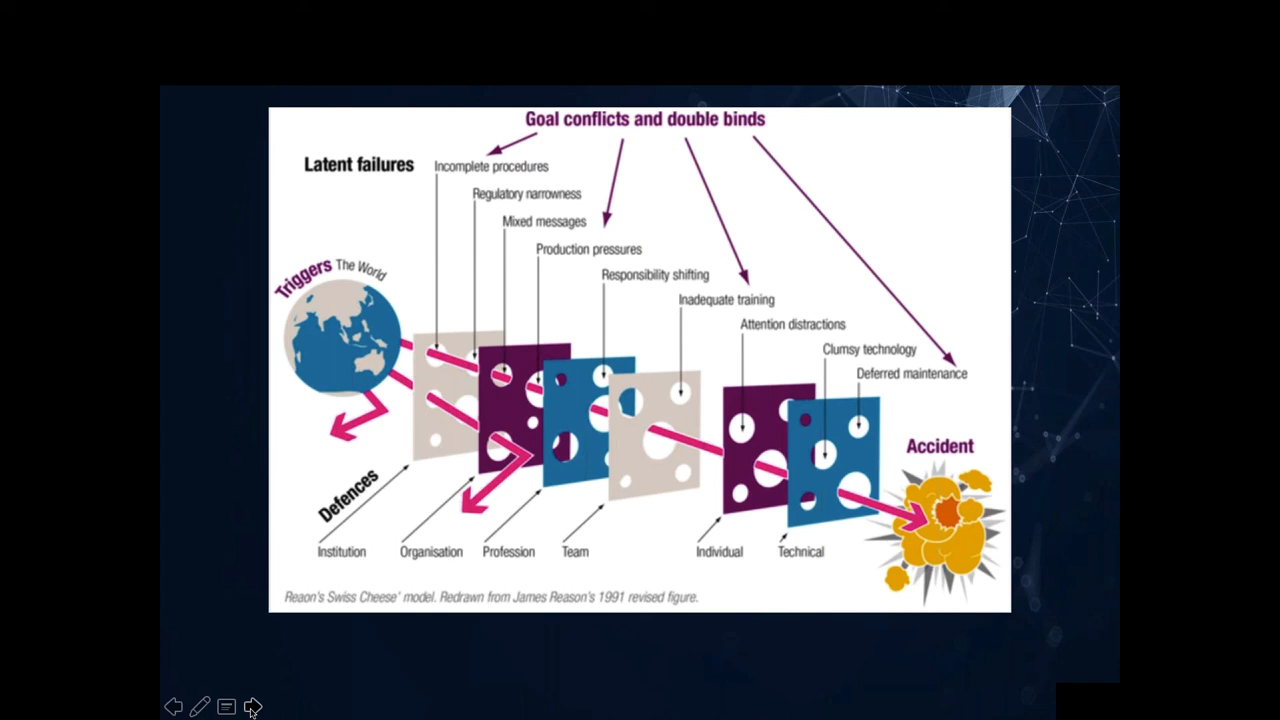 Goal conflicts and double binds
Latent failures
Incomplete procedures
Regulatory narrowness
Mixed messages
Production pressures
Responsibility shifting
Inadequate training
Attention distractions
Clumsy technology
Deferred maintenance
Triggers The World
Accident
Defences
Institution
Organisation
Profession
Team
Individual
Technical
Reaon's Swiss Cheese' model. Redrawn from James Reason's 1991 revised figure.